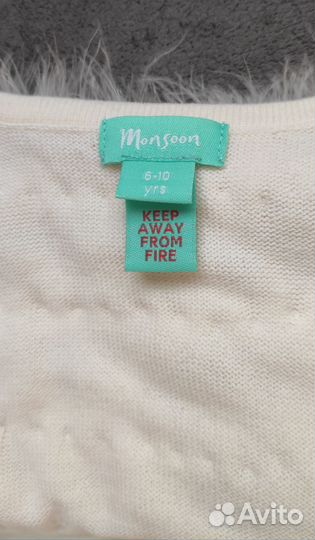 Monsoon
6-10
yrs
KEEP
AWAY
FROM
FIRE
Avito